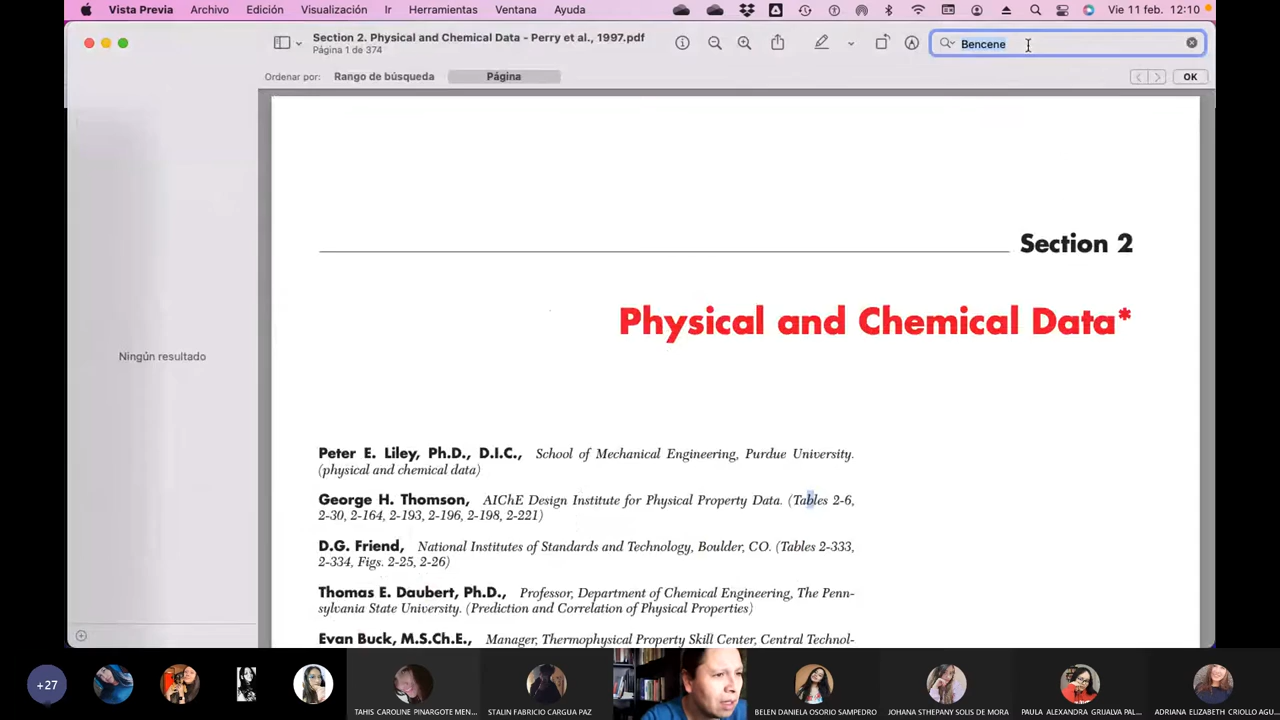 Vista Previa Archivo Edición Visualización Ir Herramientas Ventana Ayuda Vie 11 feb. 12:10
Section 2. Physical and Chemical Data - Perry et al., 1997.pdf
Página 1 de 374
Bencene
Ordenar por: Rango de búsqueda Página OK
Ningún resultado
Section 2
Physical and Chemical Data*
Peter E. Liley, Ph.D., D.I.C., School of Mechanical Engineering, Purdue University.
(physical and chemical data)
George H. Thomson, AIChE Design Institute for Physical Property Data. (Tables 2-6,
2-30, 2-164, 2-193, 2-196, 2-198, 2-221)
D.G. Friend, National Institutes of Standards and Technology, Boulder, CO. (Tables 2-333,
2-334, Figs. 2-25, 2-26)
Thomas E. Daubert, Ph.D., Professor, Department of Chemical Engineering, The Penn-
sylvania State University. (Prediction and Correlation of Physical Properties)
Evan Buck, M.S.Ch.E., Manager, Thermophysical Property Skill Center, Central Technol-
+27
TAHIS CAROLINE PINARGOTE MEN...
STALIN FABRICIO CARGUA PAZ
BELEN DANIELA OSORIO SAMPEDRO
JOHANA STHEPANY SOLIS DE MORA
PAULA ALEXANDRA GRIJALVA PAL...
ADRIANA ELIZABETH CRIOLLO AGU...